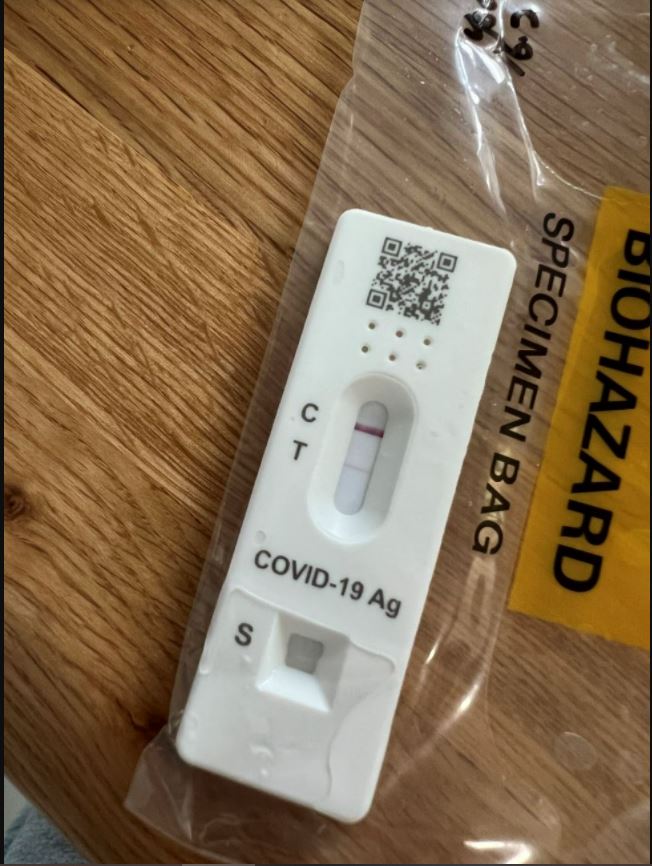 C
T
COVID-19 Ag
S
SPECIMEN BAG
BIOHAZARD